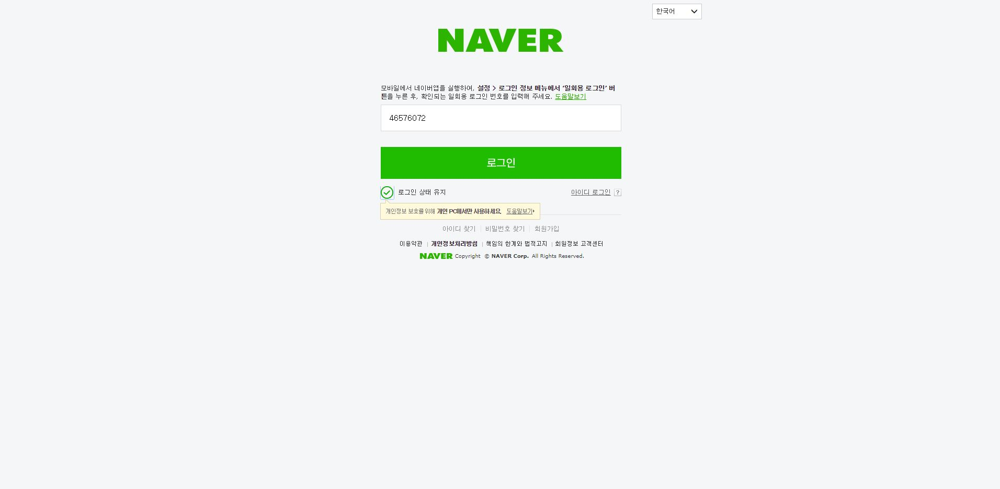 한국어
NAVER
모바일에서 네이버앱을 실행하여, 설정 > 로그인 정보 메뉴에서 ‘일회용 로그인’ 버
튼을 누른 후, 확인되는 일회용 로그인 번호를 입력해 주세요. 도움말보기
46576072
로그인
로그인 상태 유지 아이디 로그인 ?
개인정보 보호를 위해 개인 PC에서만 사용하세요. 도움말보기
아이디 찾기 비밀번호 찾기 회원가입
이용약관 개인정보처리방침 책임의 한계와 법적고지 회원정보 고객센터
NAVER Copyright © NAVER Corp. All Rights Reserved.